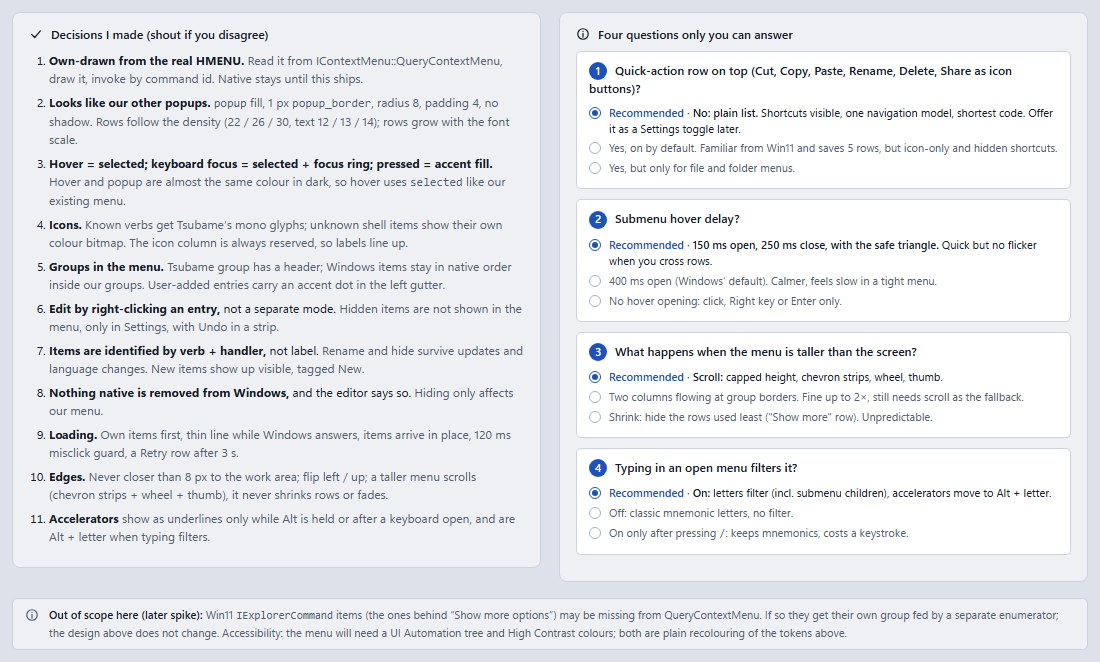 Decisions I made (shout if you disagree)
1. Own-drawn from the real HMENU. Read it from IContextMenu::QueryContextMenu,
draw it, invoke by command id. Native stays until this ships.
2. Looks like our other popups. popup fill, 1 px popup_border, radius 8, padding 4, no
shadow. Rows follow the density (22 / 26 / 30, text 12 / 13 / 14); rows grow with the font
scale.
3. Hover = selected; keyboard focus = selected + focus ring; pressed = accent fill.
Hover and popup are almost the same colour in dark, so hover uses selected like our
existing menu.
4. Icons. Known verbs get Tsubame's mono glyphs; unknown shell items show their own
colour bitmap. The icon column is always reserved, so labels line up.
5. Groups in the menu. Tsubame group has a header; Windows items stay in native order
inside our groups. User-added entries carry an accent dot in the left gutter.
6. Edit by right-clicking an entry, not a separate mode. Hidden items are not shown in the
menu, only in Settings, with Undo in a strip.
7. Items are identified by verb + handler, not label. Rename and hide survive updates and
language changes. New items show up visible, tagged New.
8. Nothing native is removed from Windows, and the editor says so. Hiding only affects
our menu.
9. Loading. Own items first, thin line while Windows answers, items arrive in place, 120 ms
misclick guard, a Retry row after 3 s.
10. Edges. Never closer than 8 px to the work area; flip left / up; a taller menu scrolls
(chevron strips + wheel + thumb), it never shrinks rows or fades.
11. Accelerators show as underlines only while Alt is held or after a keyboard open, and are
Alt + letter when typing filters.
Four questions only you can answer
1 Quick-action row on top (Cut, Copy, Paste, Rename, Delete, Share as icon
buttons)?
Recommended · No: plain list. Shortcuts visible, one navigation model, shortest code. Offer
it as a Settings toggle later.
Yes, on by default. Familiar from Win11 and saves 5 rows, but icon-only and hidden shortcuts.
Yes, but only for file and folder menus.
2 Submenu hover delay?
Recommended · 150 ms open, 250 ms close, with the safe triangle. Quick but no flicker
when you cross rows.
400 ms open (Windows' default). Calmer, feels slow in a tight menu.
No hover opening: click, Right key or Enter only.
3 What happens when the menu is taller than the screen?
Recommended · Scroll: capped height, chevron strips, wheel, thumb.
Two columns flowing at group borders. Fine up to 2×, still needs scroll as the fallback.
Shrink: hide the rows used least ("Show more" row). Unpredictable.
4 Typing in an open menu filters it?
Recommended · On: letters filter (incl. submenu children), accelerators move to Alt + letter.
Off: classic mnemonic letters, no filter.
On only after pressing /: keeps mnemonics, costs a keystroke.
Out of scope here (later spike): Win11 IExplorerCommand items (the ones behind "Show more options") may be missing from QueryContextMenu. If so they get their own group fed by a separate enumerator;
the design above does not change. Accessibility: the menu will need a UI Automation tree and High Contrast colours; both are plain recolouring of the tokens above.